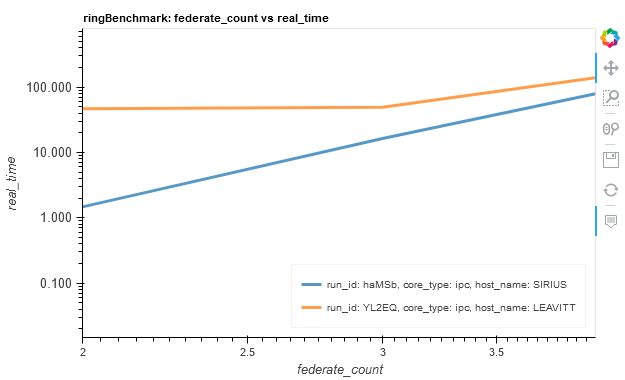 ringBenchmark: federate_count vs real_time
100.000
10.000
1.000
0.100
real_time
run_id: haMSb, core_type: ipc, host_name: SIRIUS
run_id: YL2EQ, core_type: ipc, host_name: LEAVITT
2
2.5
3
3.5
federate_count